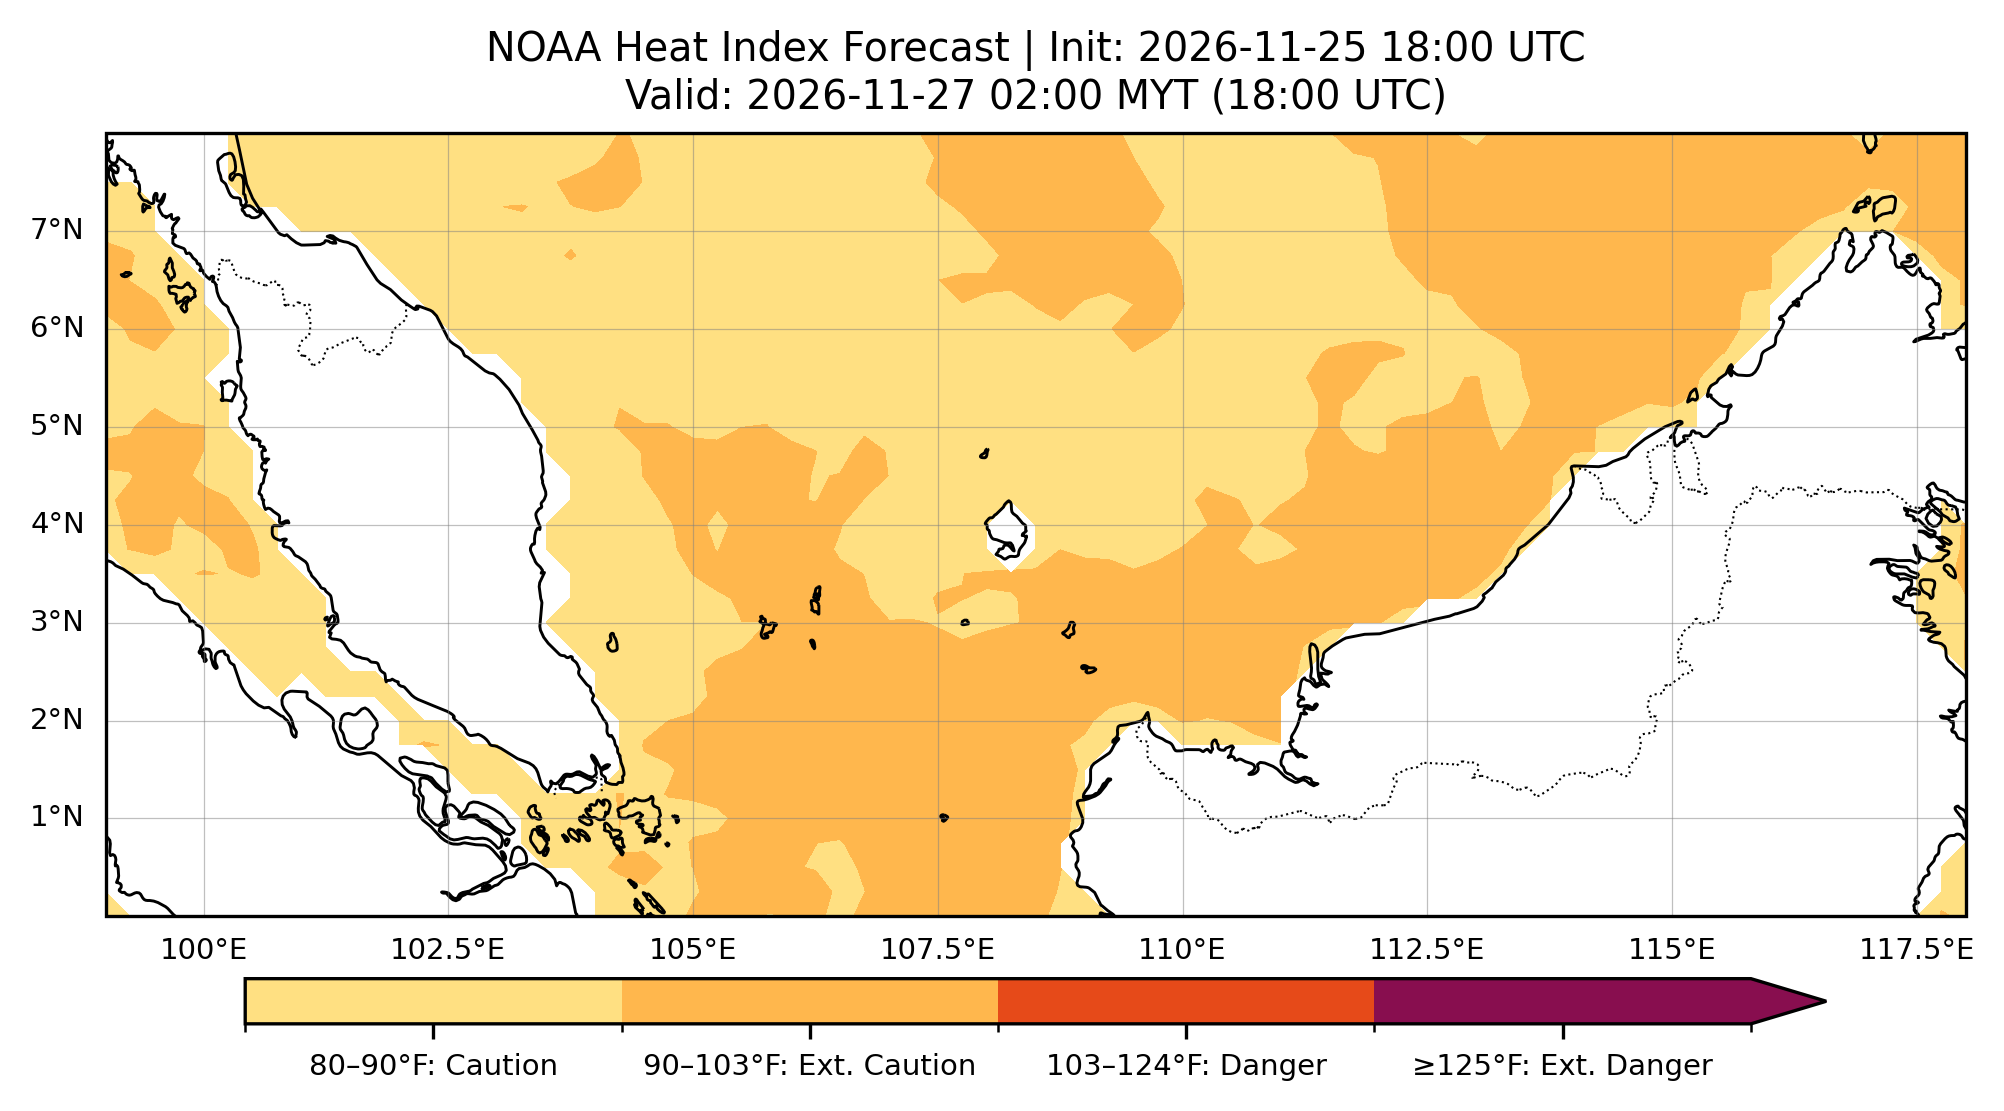 NOAA Heat Index Forecast | Init: 2026-11-25 18:00 UTC
Valid: 2026-11-27 02:00 MYT (18:00 UTC)
7°N
6°N
5°N
4°N
3°N
2°N
1°N
100°E 102.5°E 105°E 107.5°E 110°E 112.5°E 115°E 117.5°E
80–90°F: Caution 90–103°F: Ext. Caution 103–124°F: Danger ≥125°F: Ext. Danger